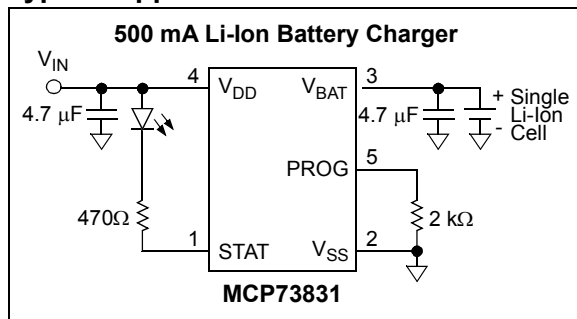 500 mA Li-Ion Battery Charger
VIN
4
VDD
VBAT
3
4.7 μF
4.7 μF
+ Single
Li-Ion
- Cell
PROG
5
470Ω
2 kΩ
1
STAT
VSS
2
MCP73831